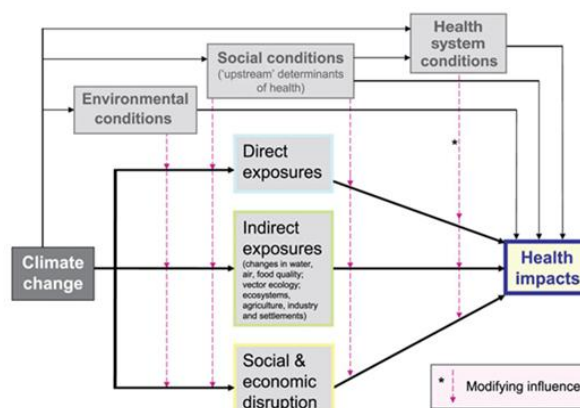 Health
system
conditions
Social conditions
('upstream' determinants
of health)
Environmental
conditions
Direct
exposures
*
Indirect
exposures
(changes in water,
air, food quality;
vector ecology;
ecosystems,
agriculture, industry
and settlements)
Climate
change
Health
impacts
Social &
economic
disruption
* Modifying influence